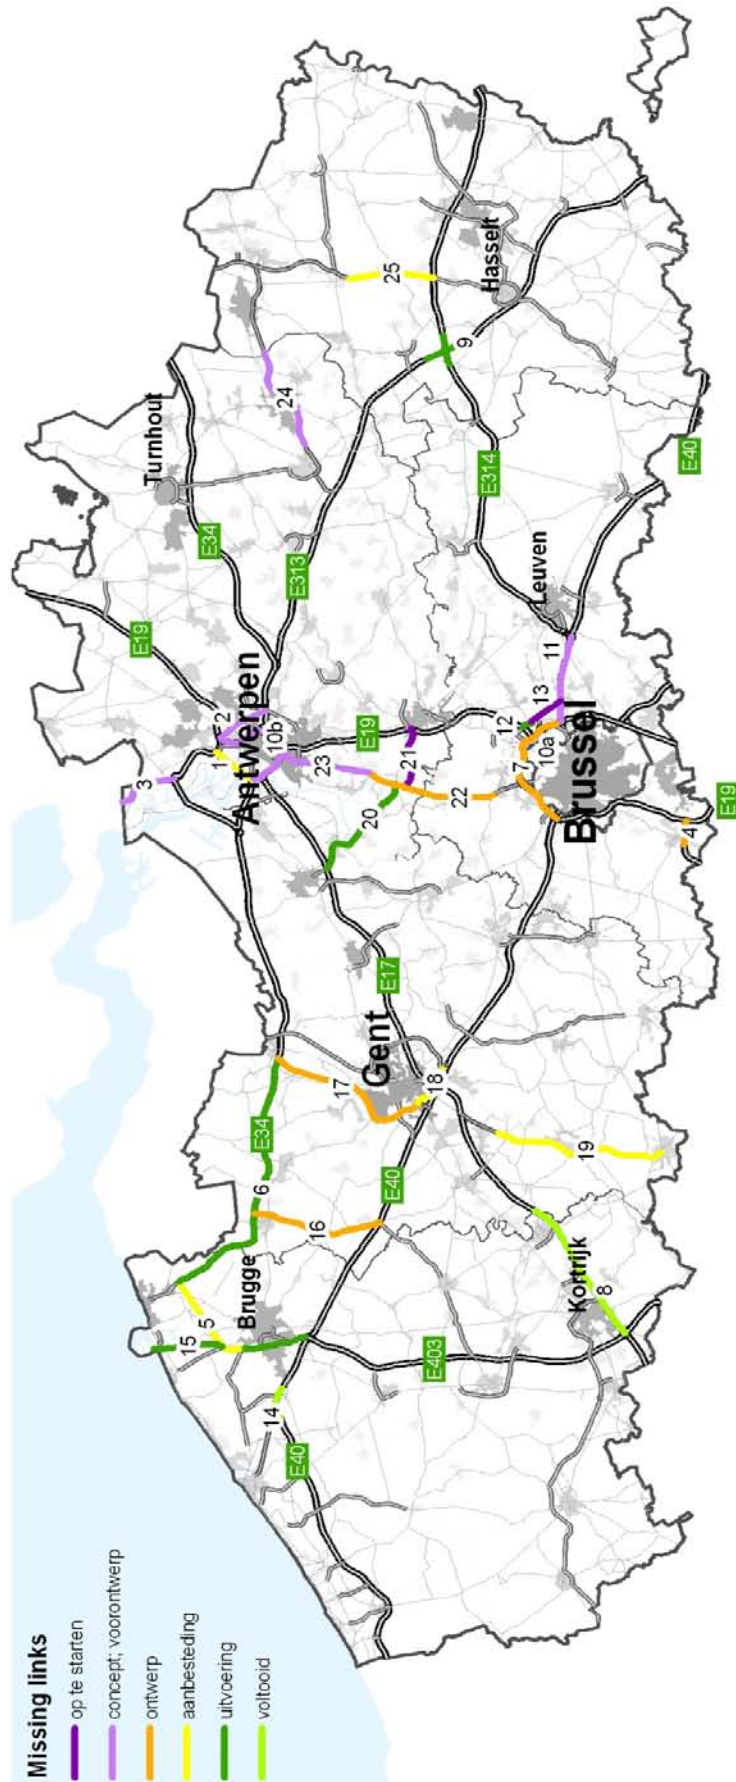 Missing links
op te starten
concept; voorontwerp
ontwerp
aanbesteding
uitvoering
voltooid
E19
Turnhout
E34
E313
3
2
1
Antwerpen
10b
24
25
23
E19
21
20
22
9
Hasselt
E314
Leuven
11
13
12
7
10a
Brussel
E40
4
E19
E17
Gent
18
17
E34
6
16
E40
19
15
5
Brugge
14
E40
E403
Kortrijk
8